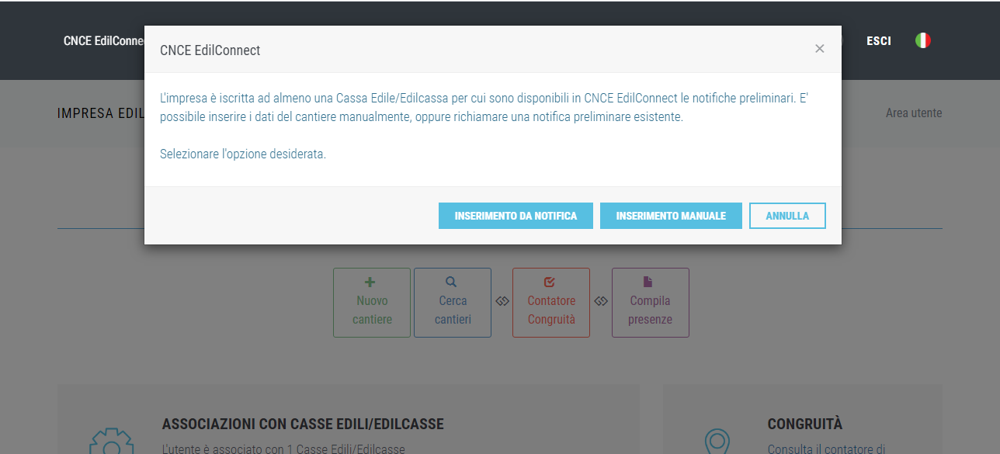 CNCE EdilConne
CNCE EdilConnect
×
ESCI
L'impresa è iscritta ad almeno una Cassa Edile/Edilcassa per cui sono disponibili in CNCE EdilConnect le notifiche preliminari. E'
possibile inserire i dati del cantiere manualmente, oppure richiamare una notifica preliminare esistente.
IMPRESA EDIL
Area utente
Selezionare l'opzione desiderata.
INSERIMENTO DA NOTIFICA
INSERIMENTO MANUALE
ANNULLA
Nuovo
cantiere
Cerca
cantieri
Contatore
Congruità
Compila
presenze
ASSOCIAZIONI CON CASSE EDILI/EDILCASSE
L'utente è associato con 1 Casse Edili/Edilcasse
CONGRUITÀ
Consulta il contatore di